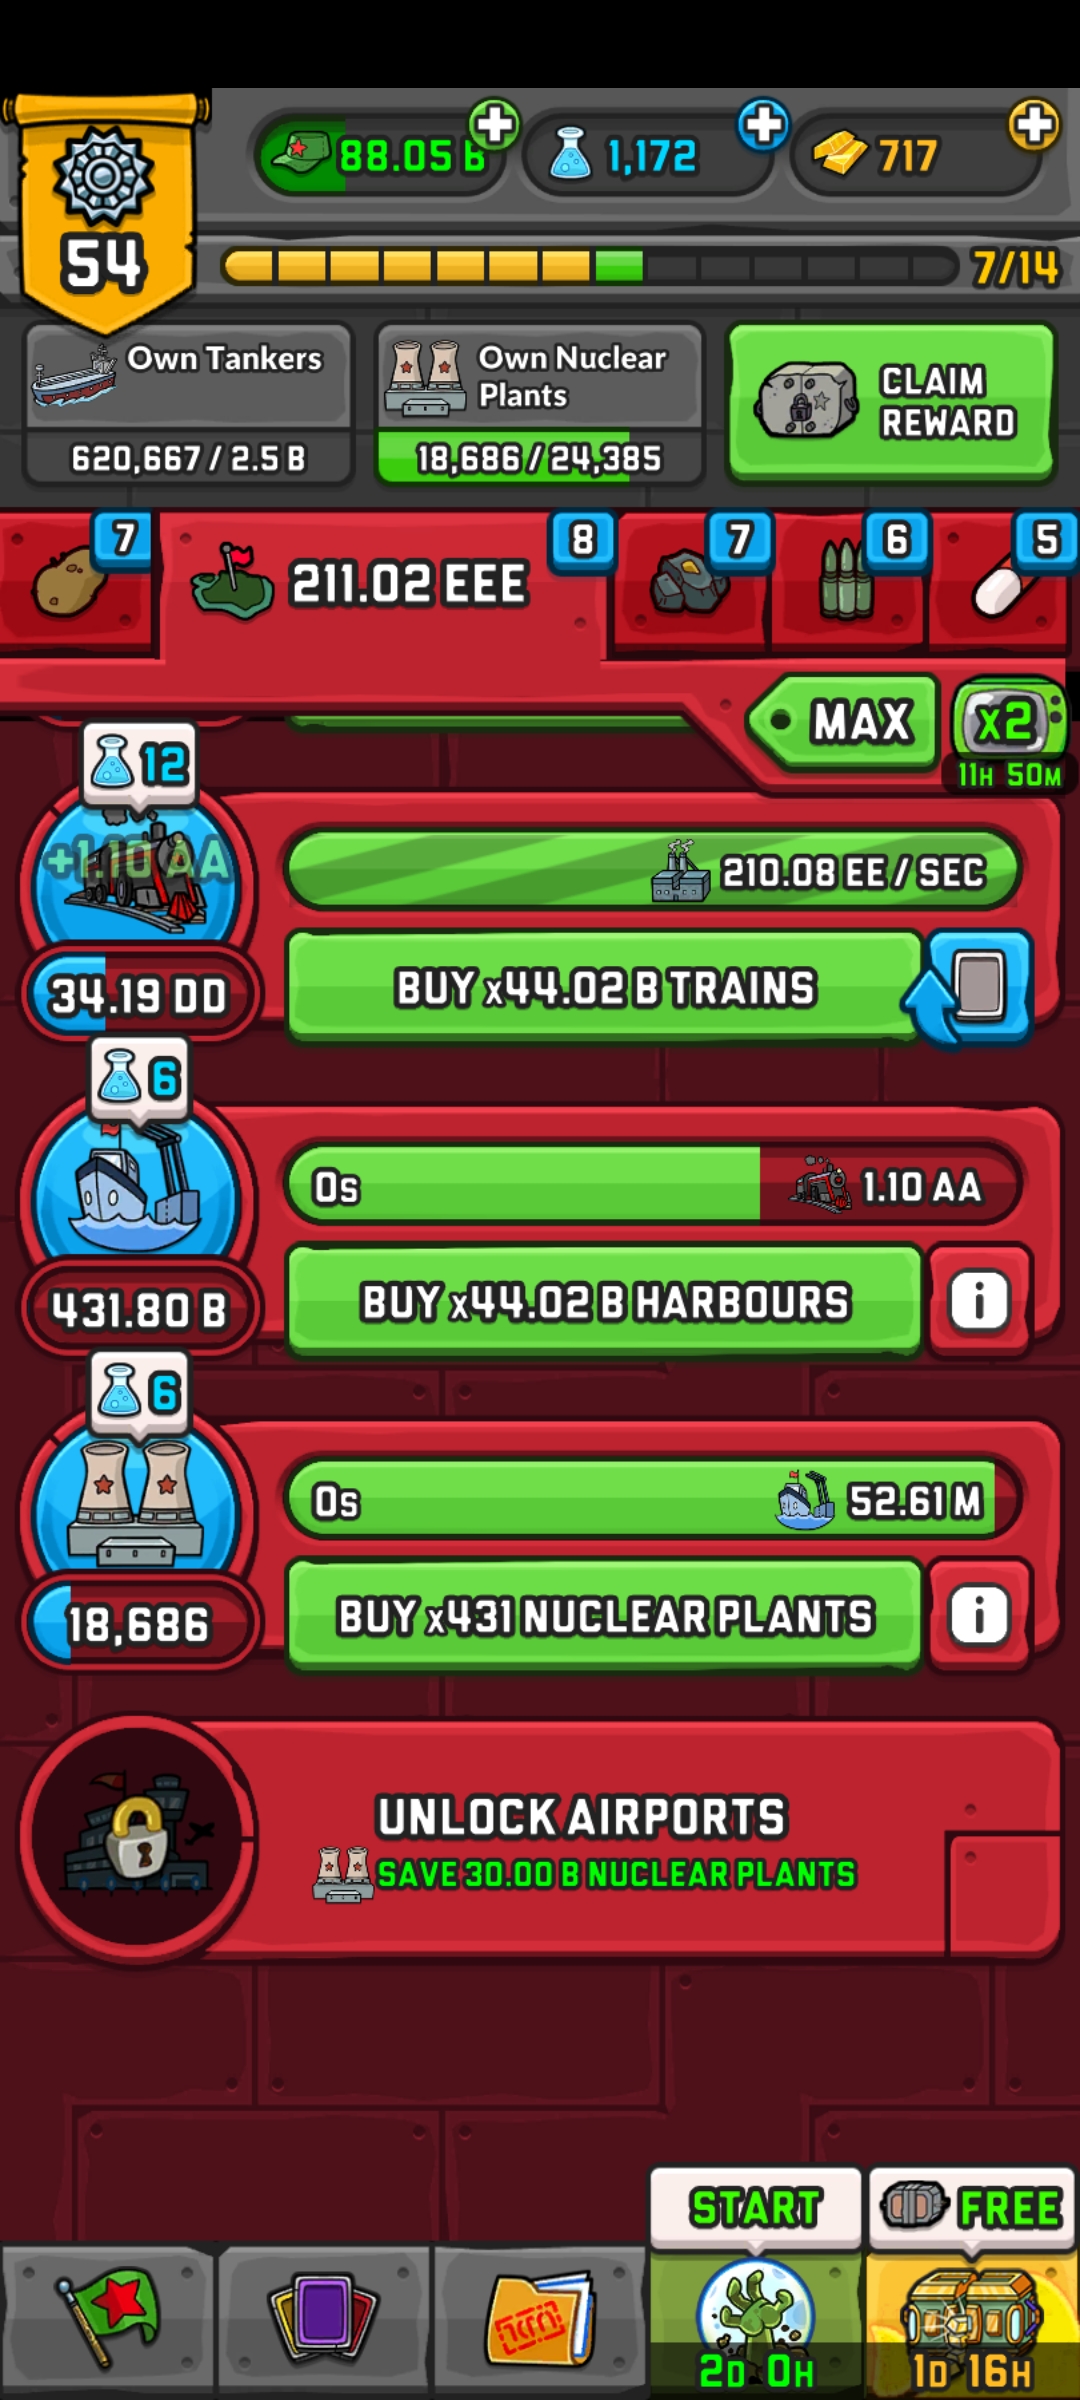 88.05 B
1,172
717
54
7/14
Own Tankers
620,667 / 2.5 B
Own Nuclear
Plants
18,686 / 24,385
CLAIM
REWARD
7
211.02 EEE
8
7
6
5
MAX
x2
11H 50M
12
+1.10 AA
210.08 EE / SEC
34.19 DD
BUY x44.02 B TRAINS
6
0s
1.10 AA
431.80 B
BUY x44.02 B HARBOURS
i
6
0s
52.61 M
18,686
BUY x431 NUCLEAR PLANTS
i
UNLOCK AIRPORTS
SAVE 30.00 B NUCLEAR PLANTS
START
FREE
2D 0H
1D 16H